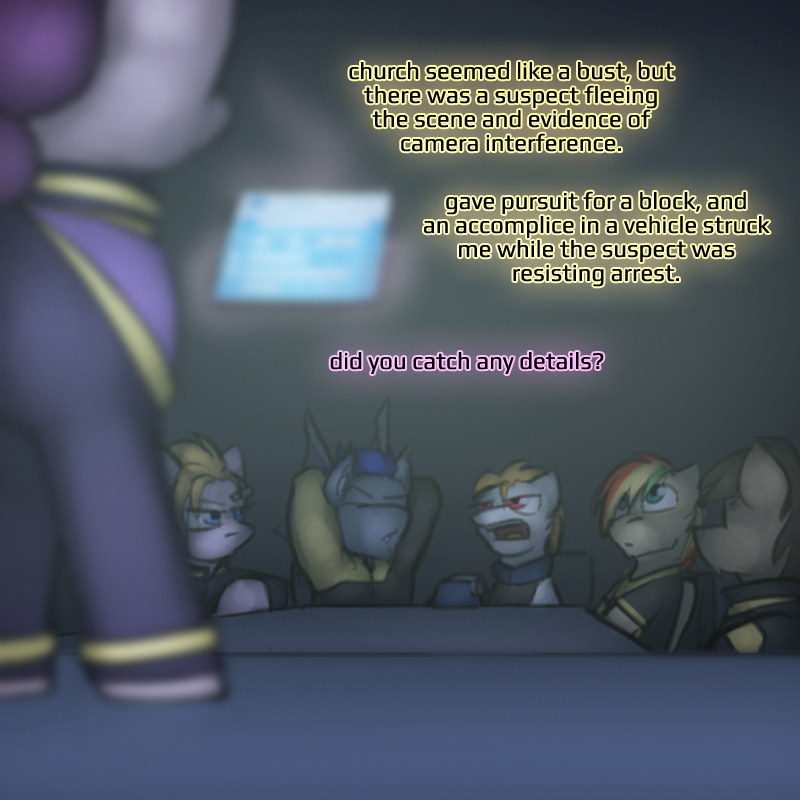 church seemed like a bust, but
there was a suspect fleeing
the scene and evidence of
camera interference.
gave pursuit for a block, and
an accomplice in a vehicle struck
me while the suspect was
resisting arrest.
did you catch any details?